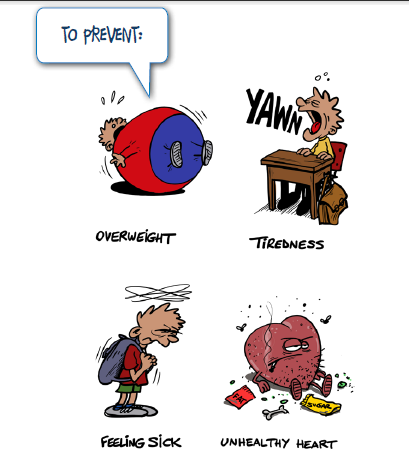 TO PREVENT:
YAWN
OVERWEIGHT
TIREDNESS
FEELING SICK
SUGAR
UNHEALTHY HEART